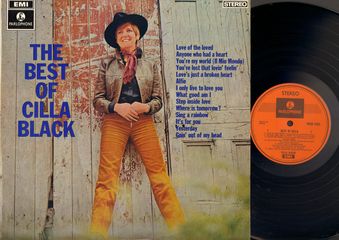 EMI
PARLOPHONE
STEREO
THE
BEST
OF
CILLA
BLACK
Love of the loved
Anyone who had a heart
You're my world (Il Mio Mondo)
You've lost that lovin' feelin'
Love's just a broken heart
Alfie
I only live to love you
What good am I
Step inside love
Where is tomorrow?
Sing a rainbow
It's for you
Yesterday
Goin' out of my head
STEREO
EMI